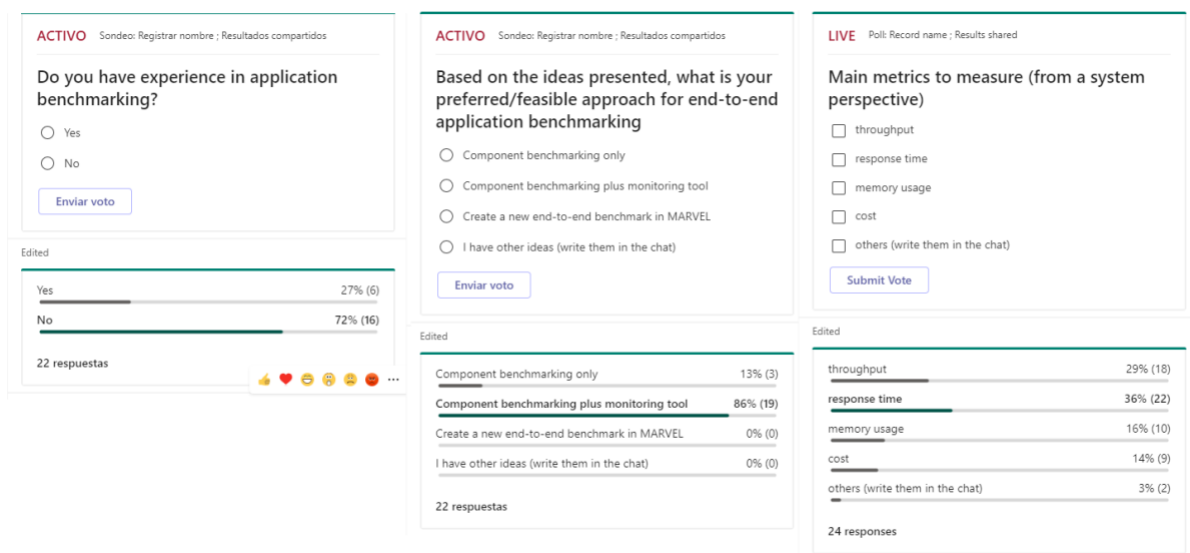 ACTIVO Sondeo: Registrar nombre ; Resultados compartidos
Do you have experience in application
benchmarking?
Yes
No
Enviar voto
Edited
Yes 27% (6)
No 72% (16)
22 respuestas
ACTIVO Sondeo: Registrar nombre ; Resultados compartidos
Based on the ideas presented, what is your
preferred/feasible approach for end-to-end
application benchmarking
Component benchmarking only
Component benchmarking plus monitoring tool
Create a new end-to-end benchmark in MARVEL
I have other ideas (write them in the chat)
Enviar voto
Edited
Component benchmarking only 13% (3)
Component benchmarking plus monitoring tool 86% (19)
Create a new end-to-end benchmark in MARVEL 0% (0)
I have other ideas (write them in the chat) 0% (0)
22 respuestas
LIVE Poll: Record name ; Results shared
Main metrics to measure (from a system
perspective)
throughput
response time
memory usage
cost
others (write them in the chat)
Submit Vote
Edited
throughput 29% (18)
response time 36% (22)
memory usage 16% (10)
cost 14% (9)
others (write them in the chat) 3% (2)
24 responses